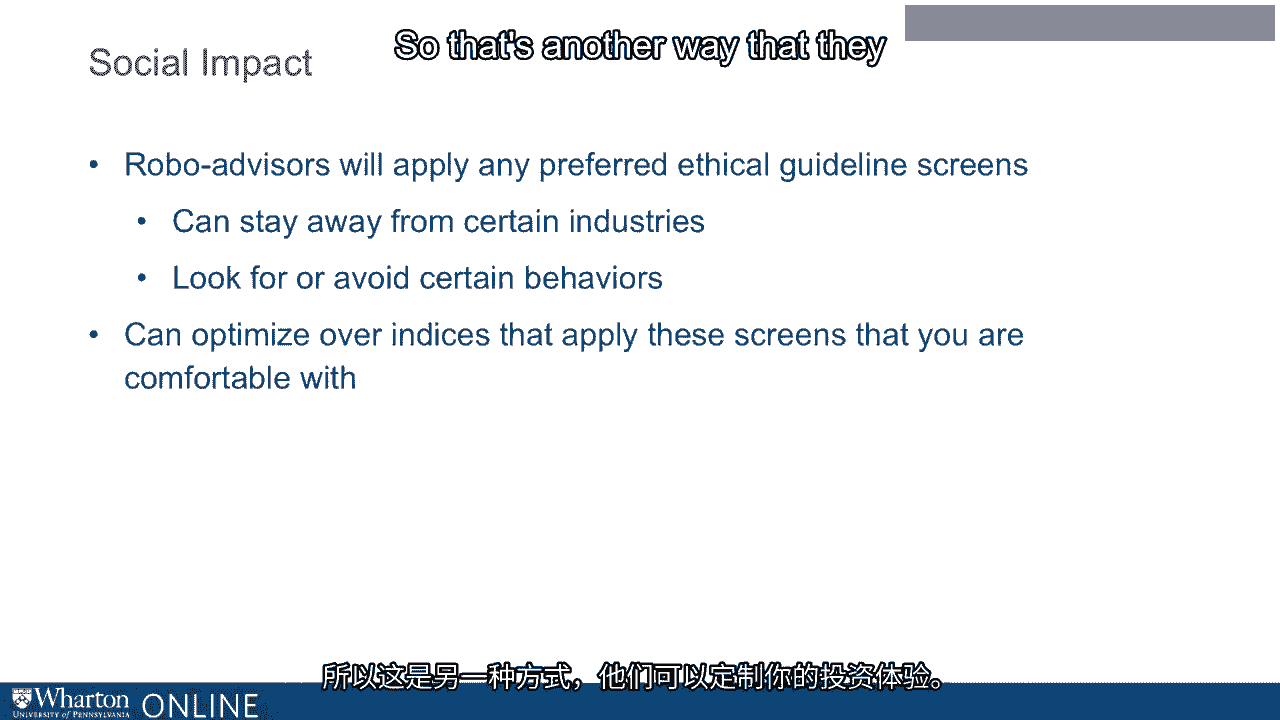 So that's another way that they
Social Impact
• Robo-advisors will apply any preferred ethical guideline screens
• Can stay away from certain industries
• Look for or avoid certain behaviors
• Can optimize over indices that apply these screens that you are
comfortable with
所以这是另一种方式，他们可以定制你的投资体验。
Wharton
UNIVERSITY of PENNSYLVANIA
ONLINE